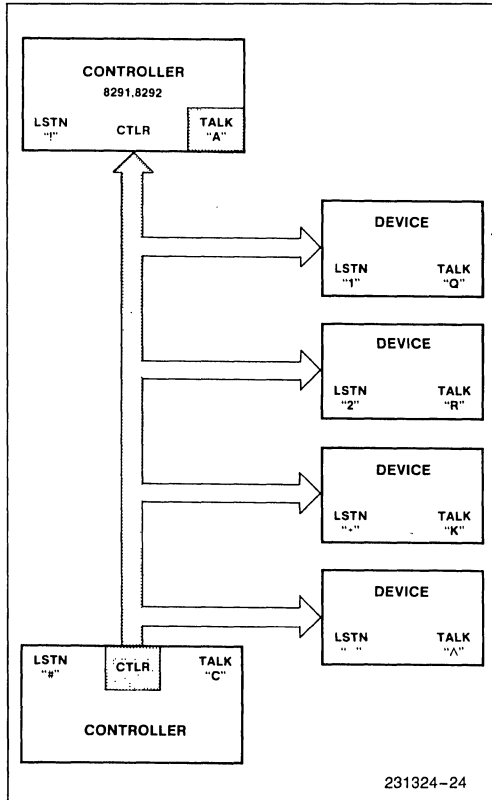 CONTROLLER
8291,8292
LSTN CTLR TALK
"!" "A"
DEVICE
LSTN TALK
"1" "Q"
DEVICE
LSTN TALK
"2" "R"
DEVICE
LSTN TALK
"K"
DEVICE
LSTN TALK
" " "^"
LSTN CTLR TALK
"#" "C"
CONTROLLER
231324-24